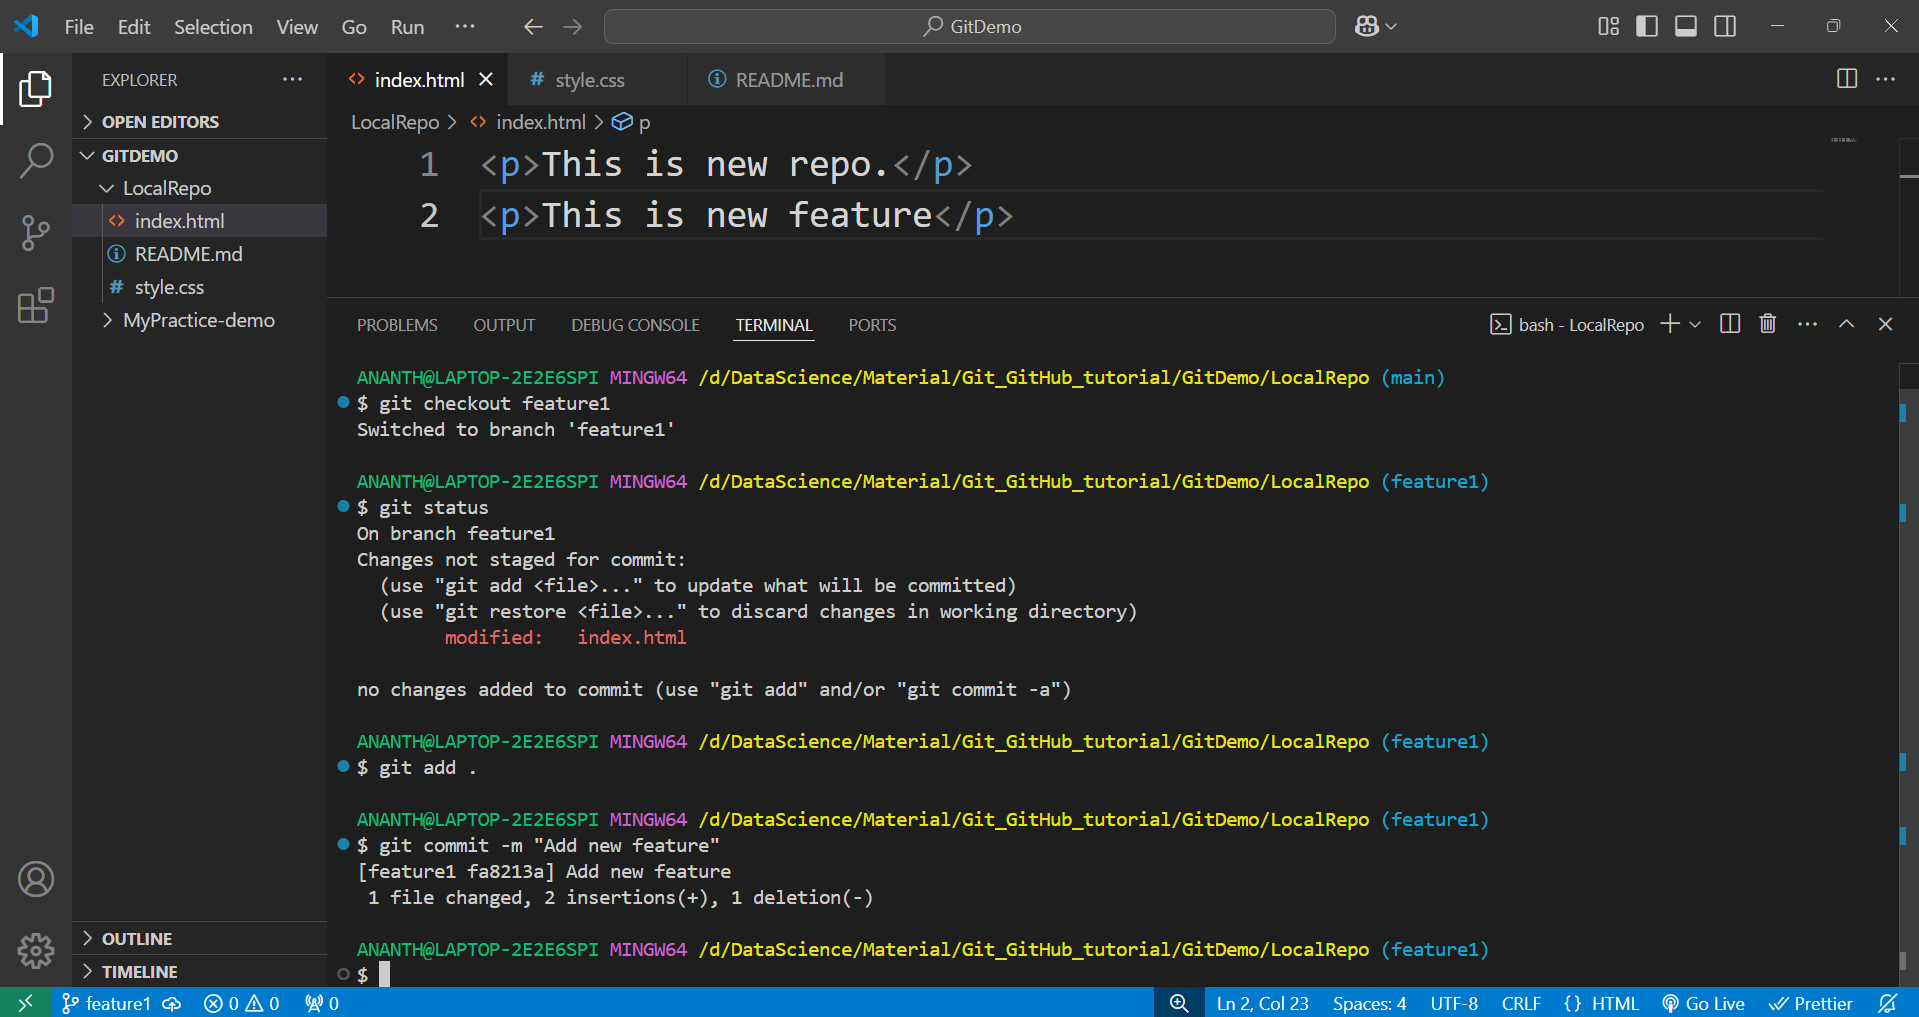 File Edit Selection View Go Run ··· GitDemo
EXPLORER ···
OPEN EDITORS
GITDEMO
LocalRepo
index.html
README.md
style.css
MyPractice-demo
OUTLINE
TIMELINE
index.html # style.css README.md
LocalRepo > index.html > p
1 <p>This is new repo.</p>
2 <p>This is new feature</p>
PROBLEMS OUTPUT DEBUG CONSOLE TERMINAL PORTS bash - LocalRepo
ANANTH@LAPTOP-2E2E6SPI MINGW64 /d/DataScience/Material/Git_GitHub_tutorial/GitDemo/LocalRepo (main)
$ git checkout feature1
Switched to branch 'feature1'
ANANTH@LAPTOP-2E2E6SPI MINGW64 /d/DataScience/Material/Git_GitHub_tutorial/GitDemo/LocalRepo (feature1)
$ git status
On branch feature1
Changes not staged for commit:
(use "git add <file>..." to update what will be committed)
(use "git restore <file>..." to discard changes in working directory)
modified: index.html
no changes added to commit (use "git add" and/or "git commit -a")
ANANTH@LAPTOP-2E2E6SPI MINGW64 /d/DataScience/Material/Git_GitHub_tutorial/GitDemo/LocalRepo (feature1)
$ git add .
ANANTH@LAPTOP-2E2E6SPI MINGW64 /d/DataScience/Material/Git_GitHub_tutorial/GitDemo/LocalRepo (feature1)
$ git commit -m "Add new feature"
[feature1 fa8213a] Add new feature
1 file changed, 2 insertions(+), 1 deletion(-)
ANANTH@LAPTOP-2E2E6SPI MINGW64 /d/DataScience/Material/Git_GitHub_tutorial/GitDemo/LocalRepo (feature1)
$
feature1 0 0 0 Ln 2, Col 23 Spaces: 4 UTF-8 CRLF {} HTML Go Live Prettier